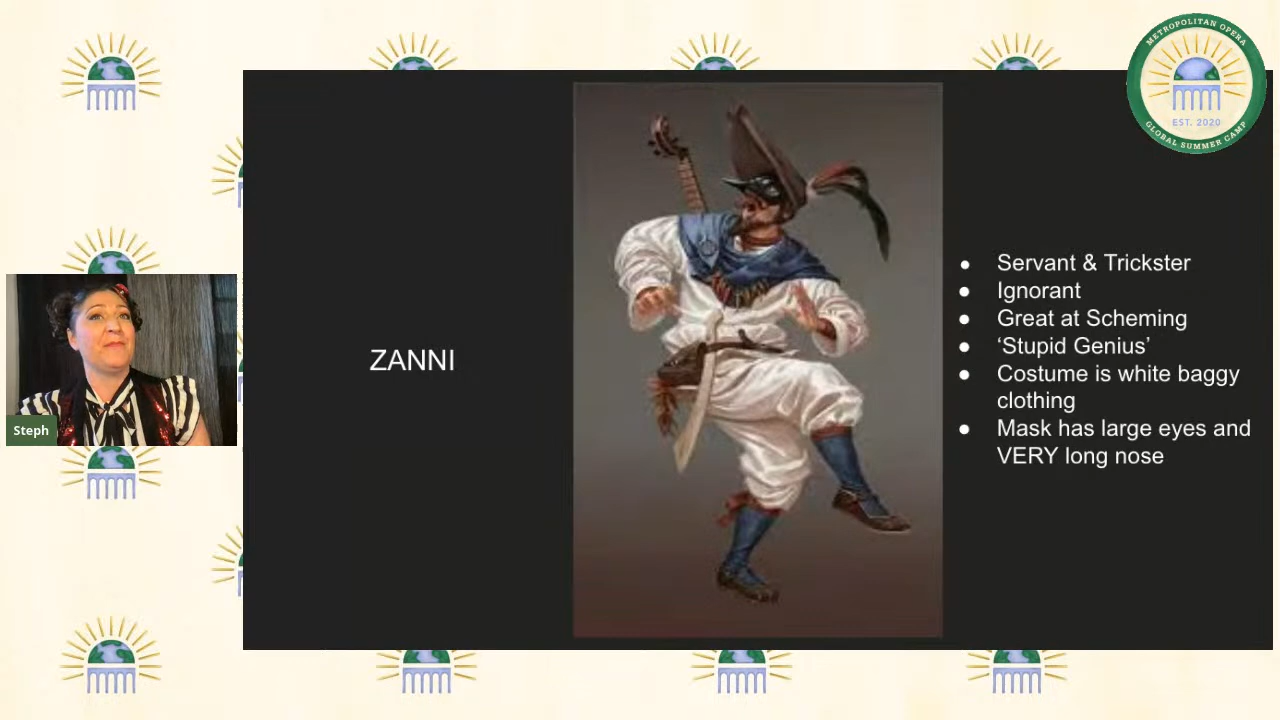 METROPOLITAN OPERA
EST. 2020
GLOBAL SUMMER CAMP
Steph
ZANNI
● Servant & Trickster
● Ignorant
● Great at Scheming
● ‘Stupid Genius’
● Costume is white baggy
clothing
● Mask has large eyes and
VERY long nose